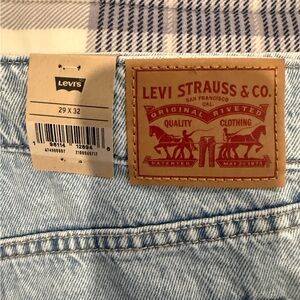 Levi's
29 X 32
LEVI STRAUSS & CO.
SAN FRANCISCO
CAL.
ORIGINAL RIVETED
QUALITY CLOTHING